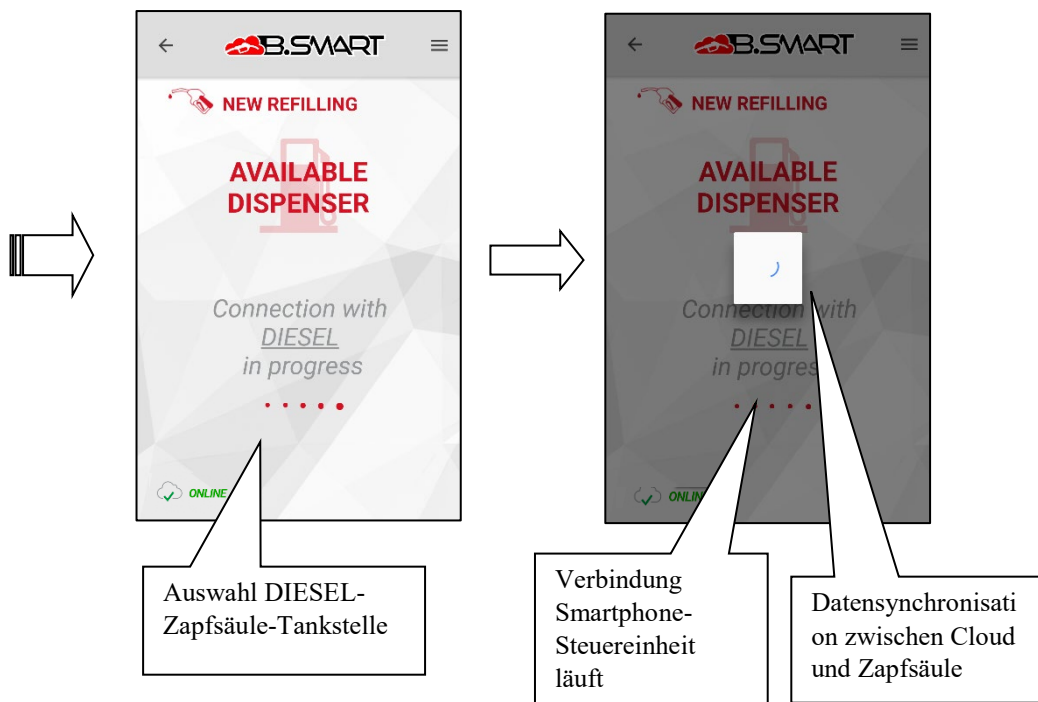 B.SMART
NEW REFILLING
AVAILABLE
DISPENSER
Connection with
DIESEL
in progress
ONLINE
Auswahl DIESEL-
Zapfsäule-Tankstelle
B.SMART
NEW REFILLING
AVAILABLE
DISPENSER
Connection with
DIESEL
in progres
ONLIN
Verbindung
Smartphone-
Steuereinheit
läuft
Datensynchronisati
on zwischen Cloud
und Zapfsäule